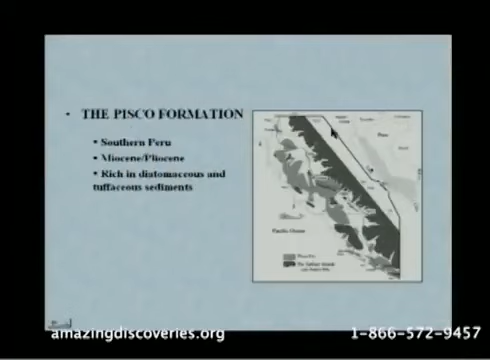 • THE PISCO FORMATION
• Southern Peru
• Miocene/Pliocene
• Rich in diatomaceous and
tuffaceous sediments
Pacific Ocean
amazingdiscoveries.org
1-866-572-9457